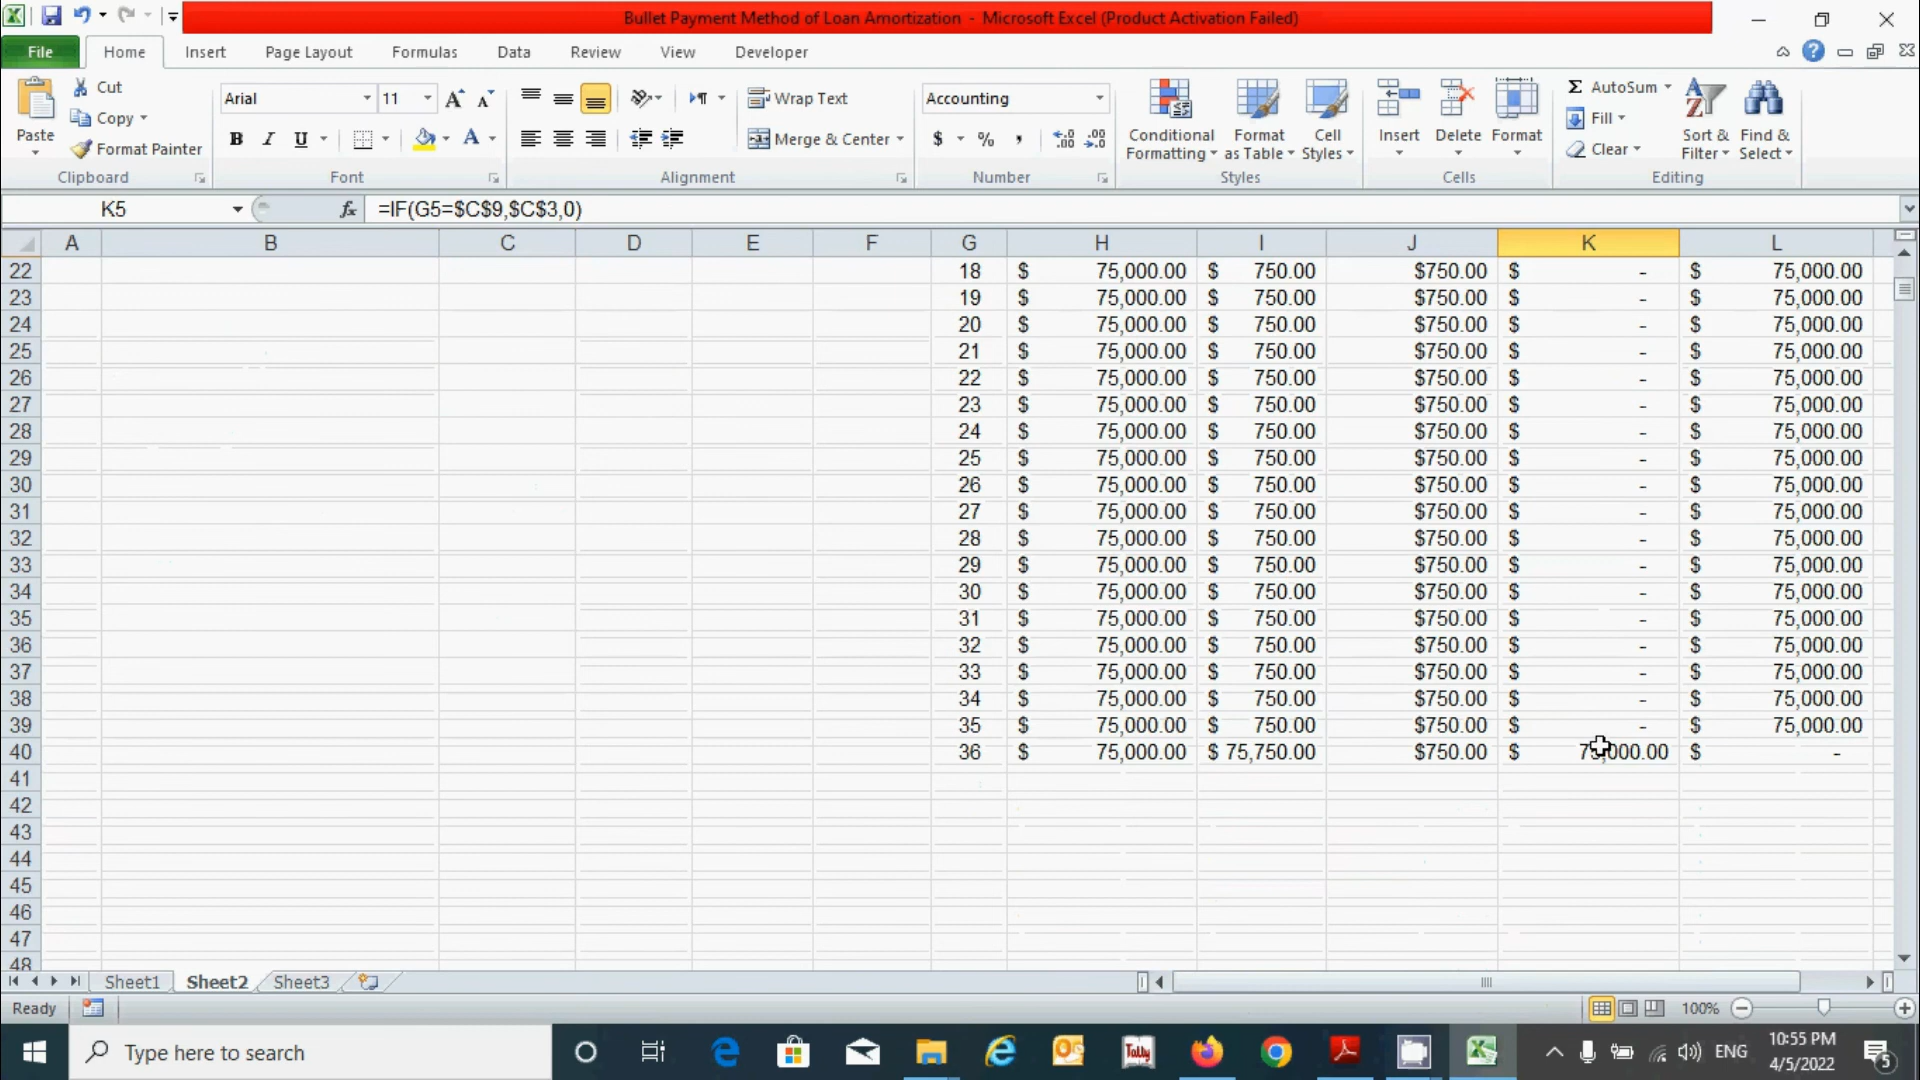 Bullet Payment Method of Loan Amortization - Microsoft Excel (Product Activation Failed)
File Home Insert Page Layout Formulas Data Review View Developer
Paste Cut Copy Format Painter Clipboard
Arial 11 B I U Font
Wrap Text Merge & Center Alignment
Accounting $ % , Number
Conditional Formatting Format as Table Cell Styles Styles
Insert Delete Format Cells
Σ AutoSum Fill Clear Sort & Filter Find & Select Editing
K5 fx =IF(G5=$C$9,$C$3,0)
A B C D E F G H I J K L
22 18 $ 75,000.00 $ 750.00 $750.00 $ - $ 75,000.00
23 19 $ 75,000.00 $ 750.00 $750.00 $ - $ 75,000.00
24 20 $ 75,000.00 $ 750.00 $750.00 $ - $ 75,000.00
25 21 $ 75,000.00 $ 750.00 $750.00 $ - $ 75,000.00
26 22 $ 75,000.00 $ 750.00 $750.00 $ - $ 75,000.00
27 23 $ 75,000.00 $ 750.00 $750.00 $ - $ 75,000.00
28 24 $ 75,000.00 $ 750.00 $750.00 $ - $ 75,000.00
29 25 $ 75,000.00 $ 750.00 $750.00 $ - $ 75,000.00
30 26 $ 75,000.00 $ 750.00 $750.00 $ - $ 75,000.00
31 27 $ 75,000.00 $ 750.00 $750.00 $ - $ 75,000.00
32 28 $ 75,000.00 $ 750.00 $750.00 $ - $ 75,000.00
33 29 $ 75,000.00 $ 750.00 $750.00 $ - $ 75,000.00
34 30 $ 75,000.00 $ 750.00 $750.00 $ - $ 75,000.00
35 31 $ 75,000.00 $ 750.00 $750.00 $ - $ 75,000.00
36 32 $ 75,000.00 $ 750.00 $750.00 $ - $ 75,000.00
37 33 $ 75,000.00 $ 750.00 $750.00 $ - $ 75,000.00
38 34 $ 75,000.00 $ 750.00 $750.00 $ - $ 75,000.00
39 35 $ 75,000.00 $ 750.00 $750.00 $ - $ 75,000.00
40 36 $ 75,000.00 $ 75,750.00 $750.00 $ 75,000.00 $ -
41
42
43
44
45
46
47
48
Sheet1 Sheet2 Sheet3
Ready 100%
Type here to search Tally ENG 10:55 PM
4/5/2022 5